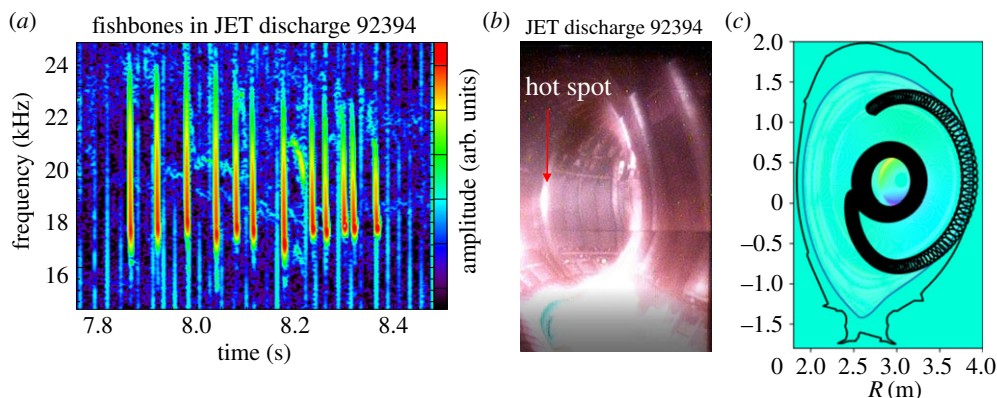 (a)
fishbones in JET discharge 92394
24
22
20
18
16
frequency (kHz)
7.8
8.0
8.2
8.4
time (s)
amplitude (arb. units)
(b)
JET discharge 92394
hot spot
(c)
2.0
1.5
1.0
0.5
0
−0.5
−1.0
−1.5
0
2.0
2.5
3.0
3.5
4.0
R (m)